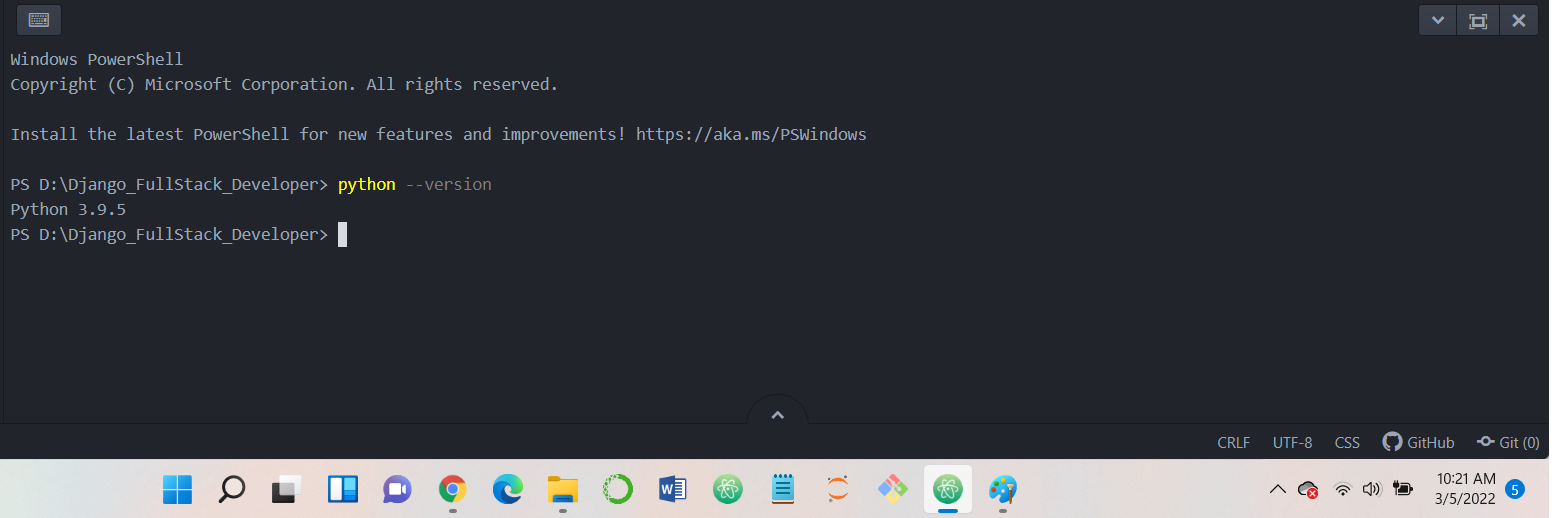 Windows PowerShell
Copyright (C) Microsoft Corporation. All rights reserved.
Install the latest PowerShell for new features and improvements! https://aka.ms/PSWindows
PS D:\Django_FullStack_Developer> python --version
Python 3.9.5
PS D:\Django_FullStack_Developer>
CRLF UTF-8 CSS GitHub Git (0)
10:21 AM
3/5/2022
5